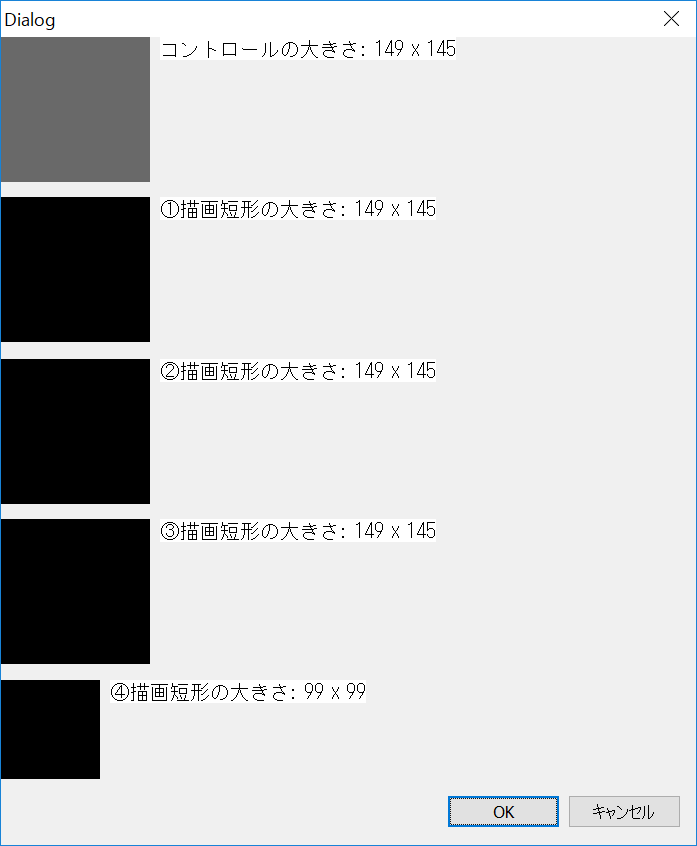 Dialog
コントロールの大きさ: 149 x 145
①描画短形の大きさ: 149 x 145
②描画短形の大きさ: 149 x 145
③描画短形の大きさ: 149 x 145
④描画短形の大きさ: 99 x 99
OK
キャンセル